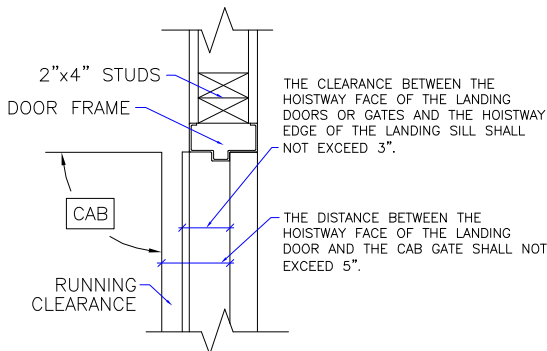 2”x4” STUDS
DOOR FRAME
THE CLEARANCE BETWEEN THE
HOISTWAY FACE OF THE LANDING
DOORS OR GATES AND THE HOISTWAY
EDGE OF THE LANDING SILL SHALL
NOT EXCEED 3”.
CAB
THE DISTANCE BETWEEN THE
HOISTWAY FACE OF THE LANDING
DOOR AND THE CAB GATE SHALL NOT
EXCEED 5”.
RUNNING
CLEARANCE